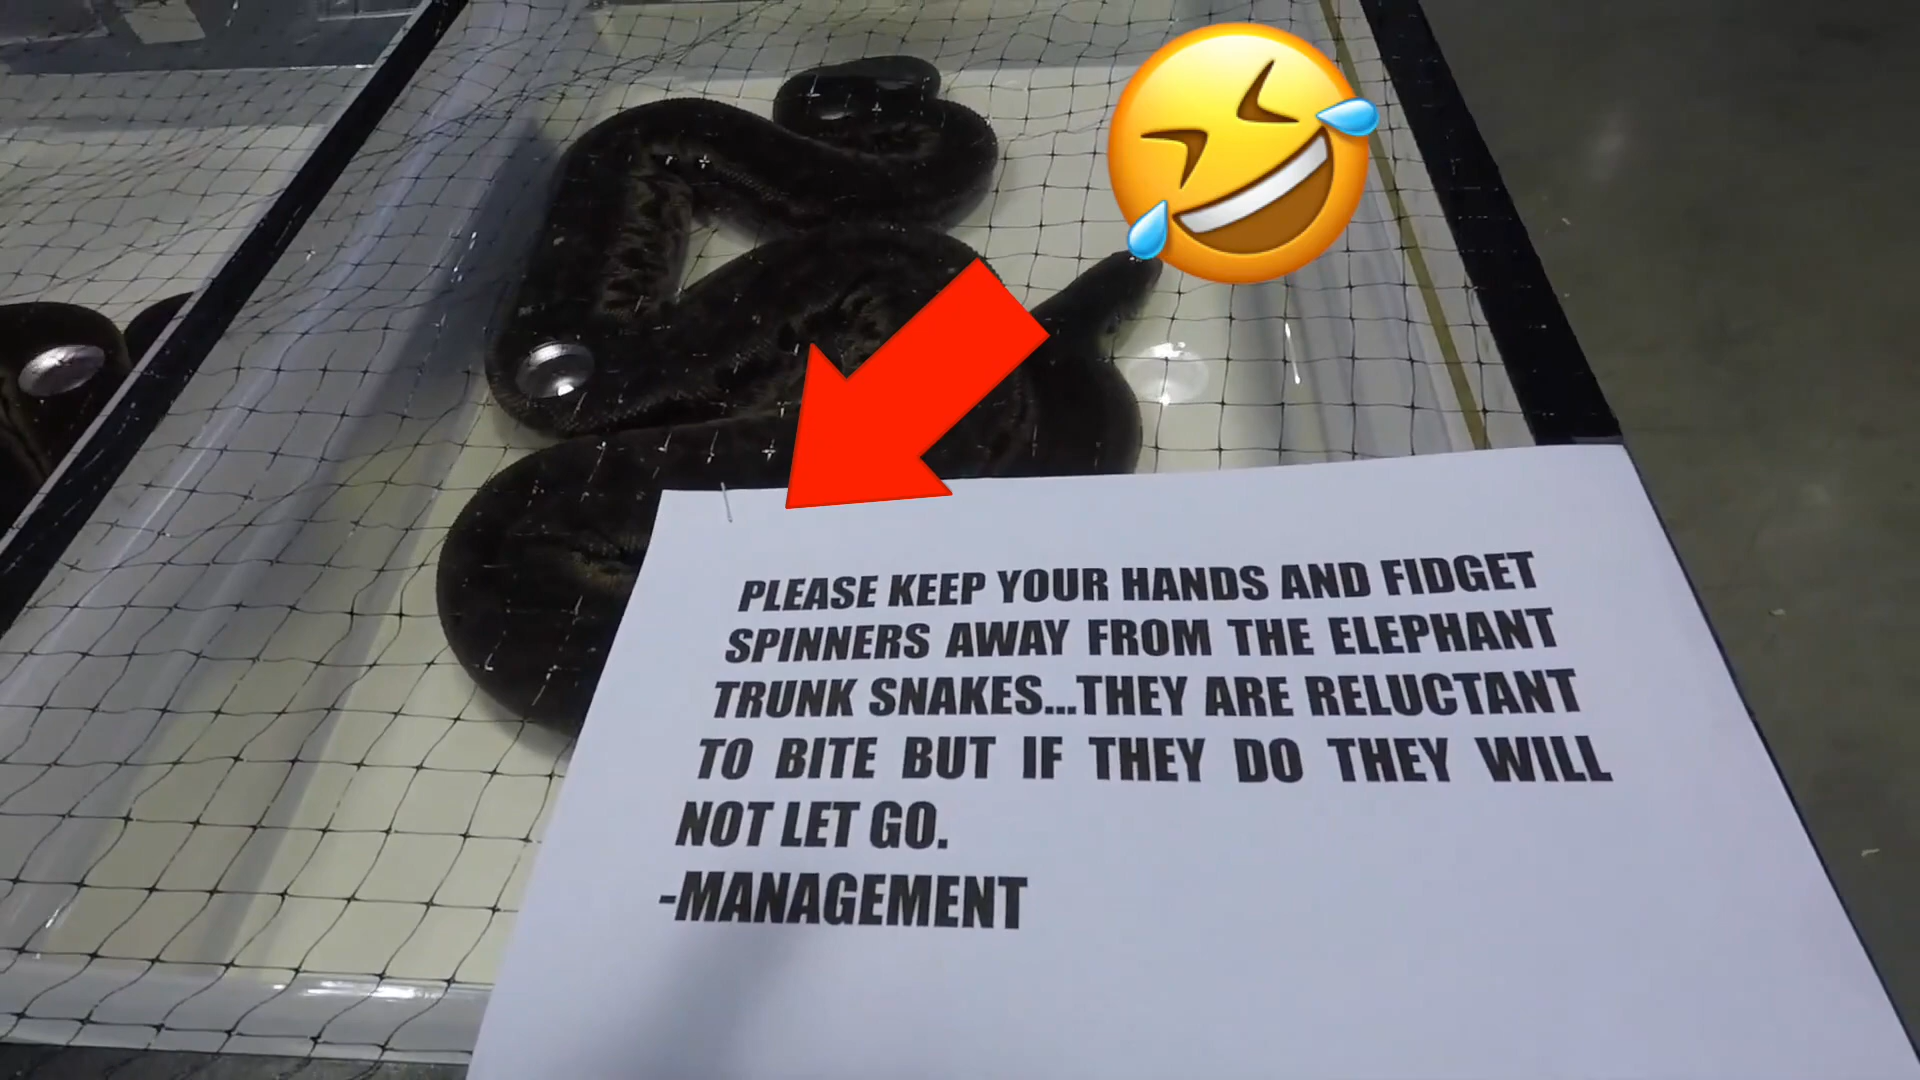 PLEASE KEEP YOUR HANDS AND FIDGET
SPINNERS AWAY FROM THE ELEPHANT
TRUNK SNAKES...THEY ARE RELUCTANT
TO BITE BUT IF THEY DO THEY WILL
NOT LET GO.
-MANAGEMENT